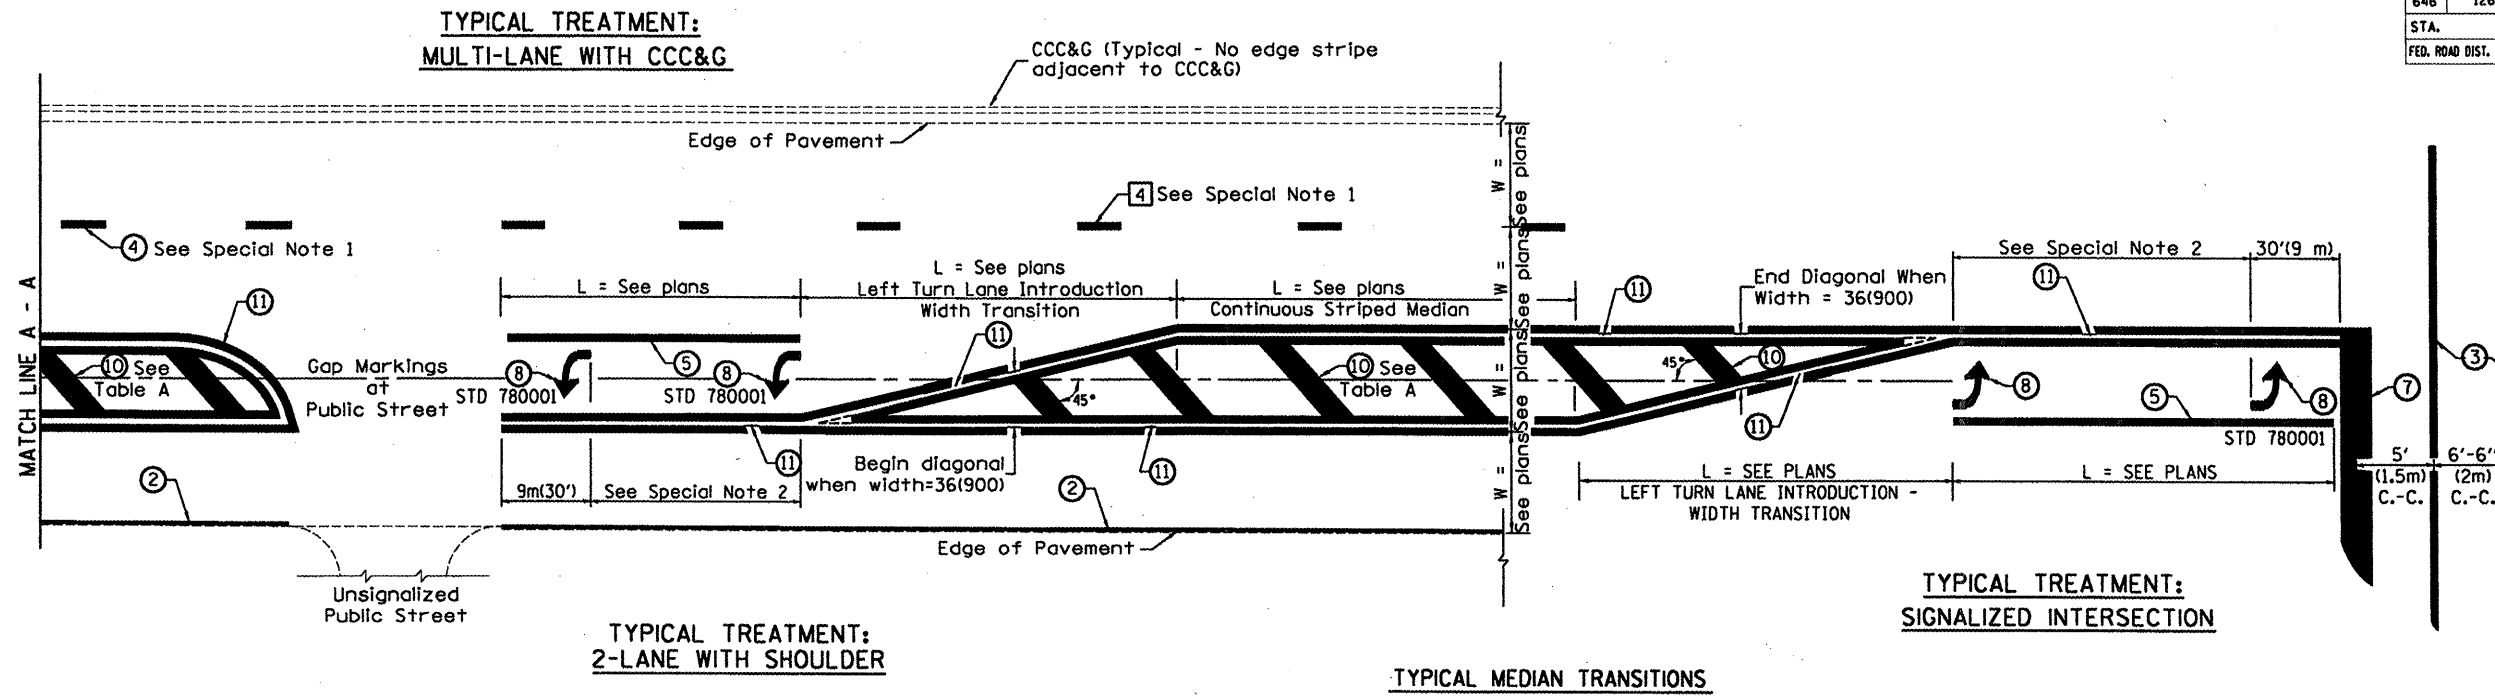 TYPICAL TREATMENT:
MULTI-LANE WITH CCC&G
646 126
STA.
FED. ROAD DIST.
CCC&G (Typical - No edge stripe
adjacent to CCC&G)
Edge of Pavement
4 See Special Note 1
4 See Special Note 1
W = See plans
W = See plans
W = See plans
W = See plans
MATCH LINE A - A
11
10 See
Table A
Gap Markings
at
Public Street
L = See plans
L = See plans
Left Turn Lane Introduction
Width Transition
L = See plans
Continuous Striped Median
11
End Diagonal When
Width = 36(900)
See Special Note 2
30'(9 m)
11
5
8
STD 780001
8
STD 780001
11
45°
10 See
Table A
45°
10
11
8
8
5
STD 780001
7
3
11
Begin diagonal
when width=36(900)
11
9m(30')
See Special Note 2
2
2
L = SEE PLANS
LEFT TURN LANE INTRODUCTION -
WIDTH TRANSITION
L = SEE PLANS
5'
(1.5m)
C.-C.
6'-6"
(2m)
C.-C.
Edge of Pavement
Unsignalized
Public Street
TYPICAL TREATMENT:
2-LANE WITH SHOULDER
TYPICAL TREATMENT:
SIGNALIZED INTERSECTION
TYPICAL MEDIAN TRANSITIONS